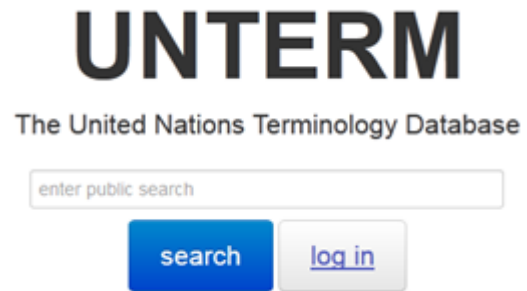 UNTERM
The United Nations Terminology Database
enter public search
search log in